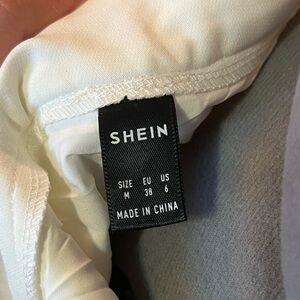 SHEIN
SIZE EU US
M 38 6
MADE IN CHINA